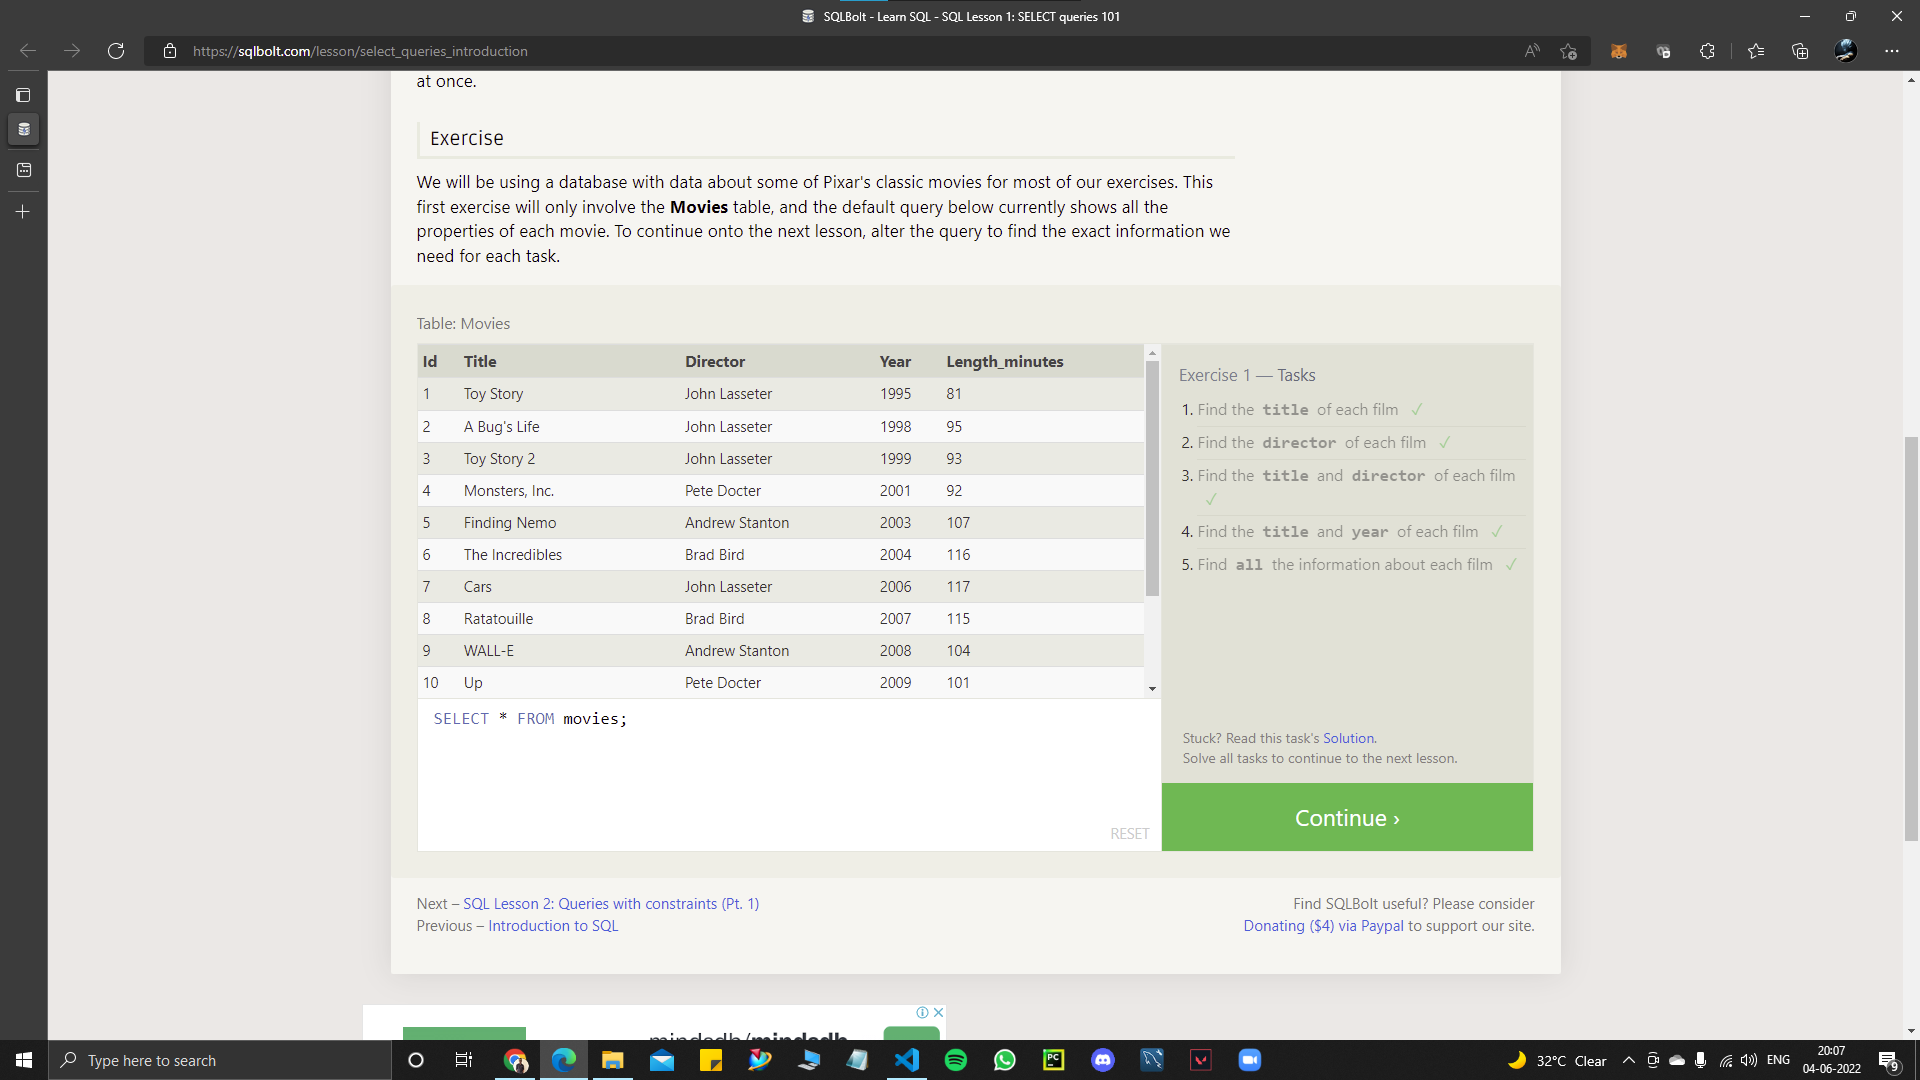 SQLBolt - Learn SQL - SQL Lesson 1: SELECT queries 101
https://sqlbolt.com/lesson/select_queries_introduction
at once.
Exercise
We will be using a database with data about some of Pixar's classic movies for most of our exercises. This
first exercise will only involve the Movies table, and the default query below currently shows all the
properties of each movie. To continue onto the next lesson, alter the query to find the exact information we
need for each task.
Table: Movies
Id Title Director Year Length_minutes
1 Toy Story John Lasseter 1995 81
2 A Bug's Life John Lasseter 1998 95
3 Toy Story 2 John Lasseter 1999 93
4 Monsters, Inc. Pete Docter 2001 92
5 Finding Nemo Andrew Stanton 2003 107
6 The Incredibles Brad Bird 2004 116
7 Cars John Lasseter 2006 117
8 Ratatouille Brad Bird 2007 115
9 WALL-E Andrew Stanton 2008 104
10 Up Pete Docter 2009 101
SELECT * FROM movies;
RESET
Exercise 1 — Tasks
1. Find the title of each film ✓
2. Find the director of each film ✓
3. Find the title and director of each film
✓
4. Find the title and year of each film ✓
5. Find all the information about each film ✓
Stuck? Read this task's Solution.
Solve all tasks to continue to the next lesson.
Continue ›
Next – SQL Lesson 2: Queries with constraints (Pt. 1)
Previous – Introduction to SQL
Find SQLBolt useful? Please consider
Donating ($4) via Paypal to support our site.
mindsdb/mindsdb
Type here to search
PC
32°C Clear
ENG
20:07
04-06-2022
9